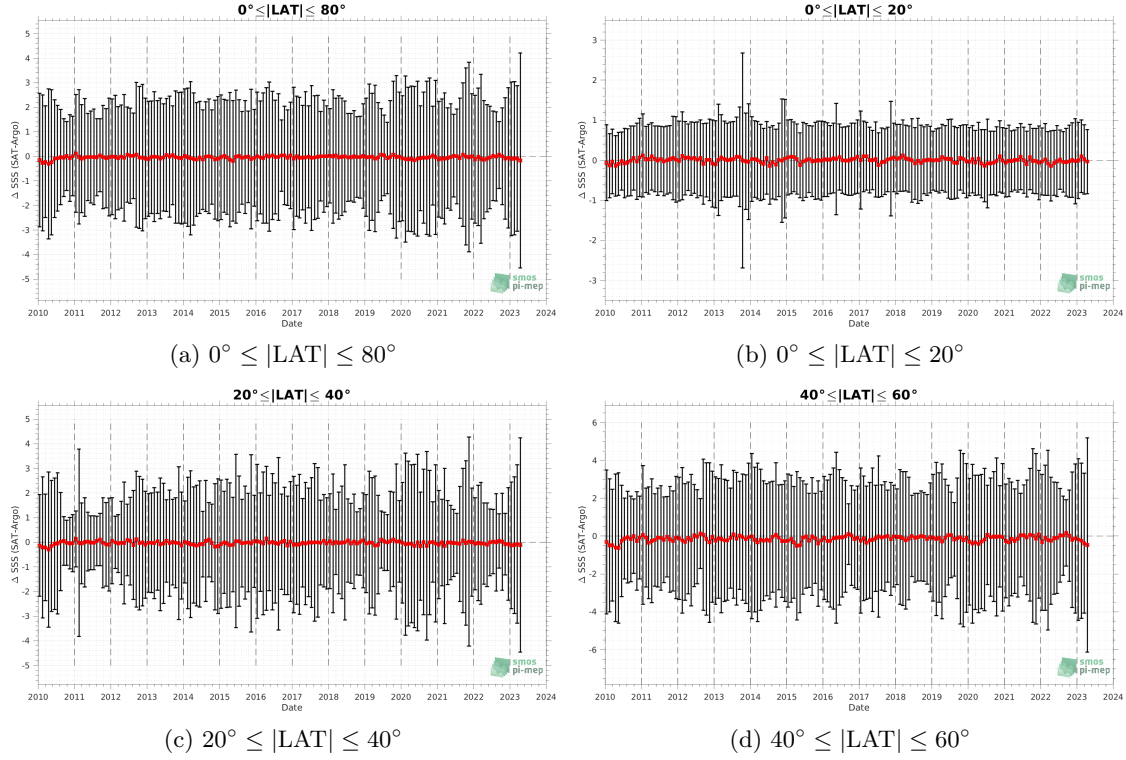 0°≤|LAT|≤ 80°
5
4
3
2
1
0
-1
-2
-3
-4
-5
Δ SSS (SAT-Argo)
smos
pi-mep
2010 2011 2012 2013 2014 2015 2016 2017 2018 2019 2020 2021 2022 2023 2024
Date
(a) 0° ≤ |LAT| ≤ 80°
0°≤|LAT|≤ 20°
3
2
1
0
-1
-2
-3
Δ SSS (SAT-Argo)
smos
pi-mep
2010 2011 2012 2013 2014 2015 2016 2017 2018 2019 2020 2021 2022 2023 2024
Date
(b) 0° ≤ |LAT| ≤ 20°
20°≤|LAT|≤ 40°
5
4
3
2
1
0
-1
-2
-3
-4
-5
Δ SSS (SAT-Argo)
smos
pi-mep
2010 2011 2012 2013 2014 2015 2016 2017 2018 2019 2020 2021 2022 2023 2024
Date
(c) 20° ≤ |LAT| ≤ 40°
40°≤|LAT|≤ 60°
6
4
2
0
-2
-4
-6
Δ SSS (SAT-Argo)
smos
pi-mep
2010 2011 2012 2013 2014 2015 2016 2017 2018 2019 2020 2021 2022 2023 2024
Date
(d) 40° ≤ |LAT| ≤ 60°